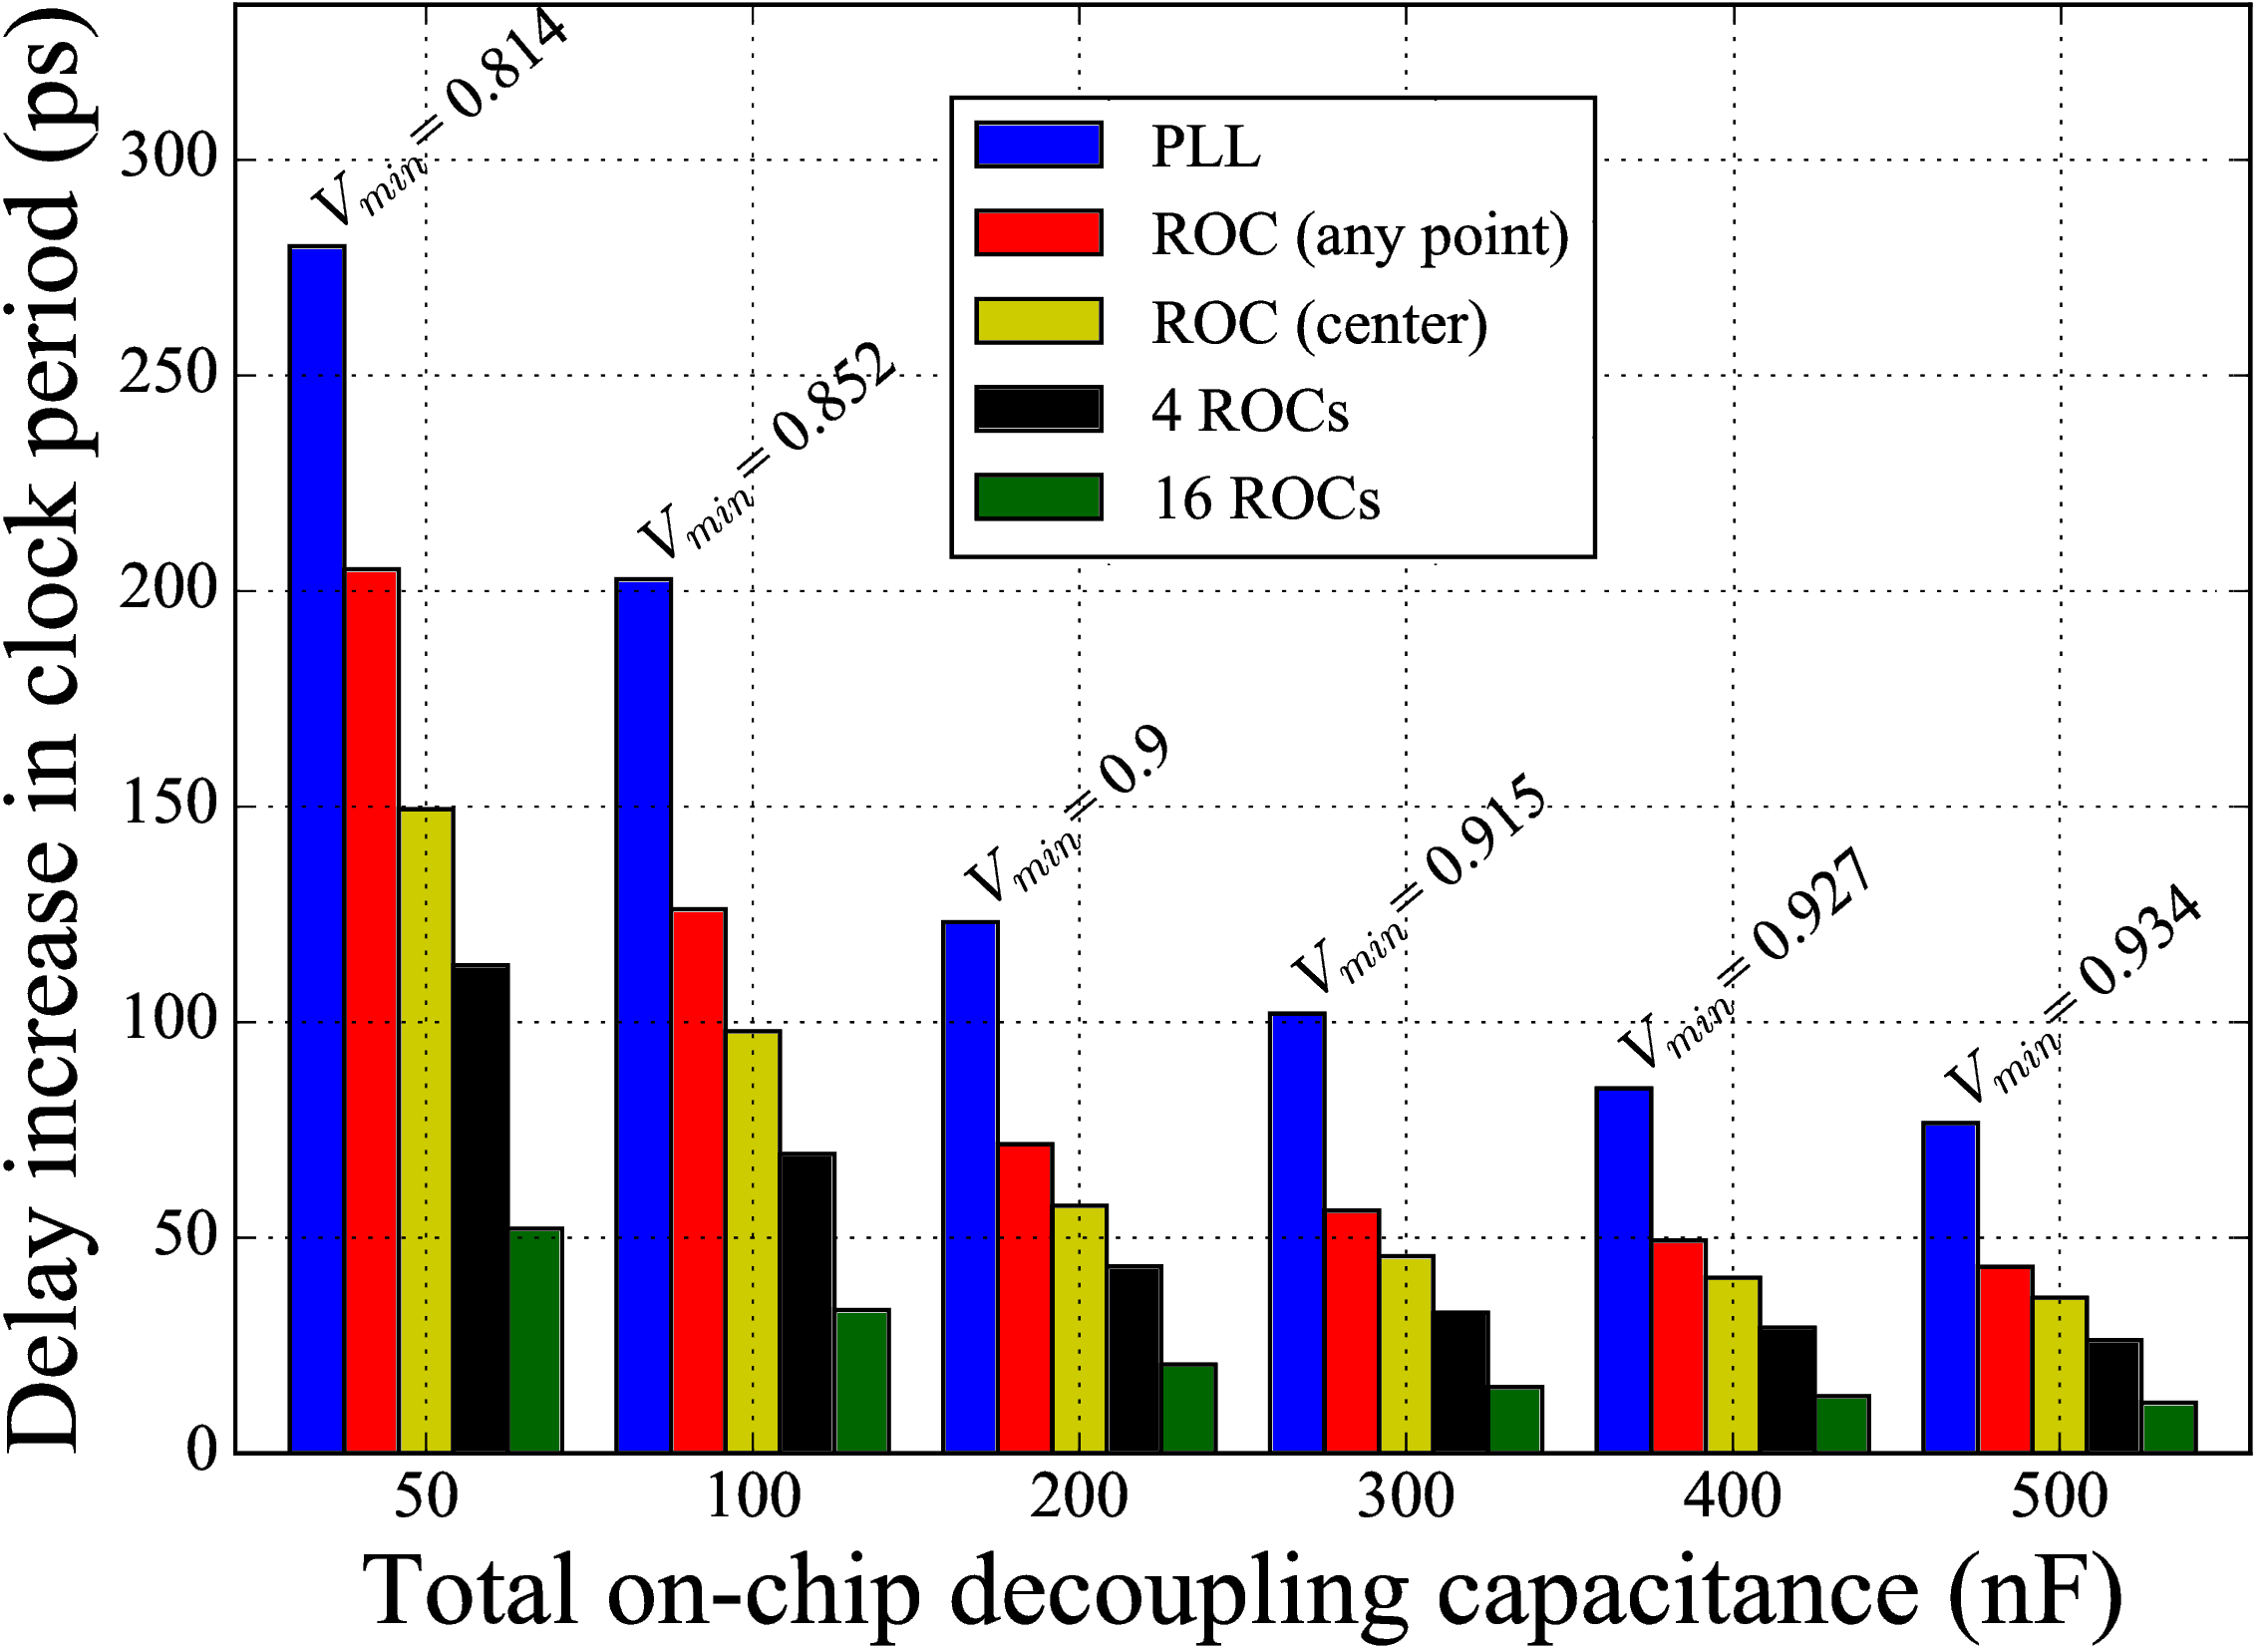 Delay increase in clock period (ps)
300
250
200
150
100
50
0
V_min = 0.814
V_min = 0.852
V_min = 0.9
V_min = 0.915
V_min = 0.927
V_min = 0.934
PLL
ROC (any point)
ROC (center)
4 ROCs
16 ROCs
50 100 200 300 400 500
Total on-chip decoupling capacitance (nF)